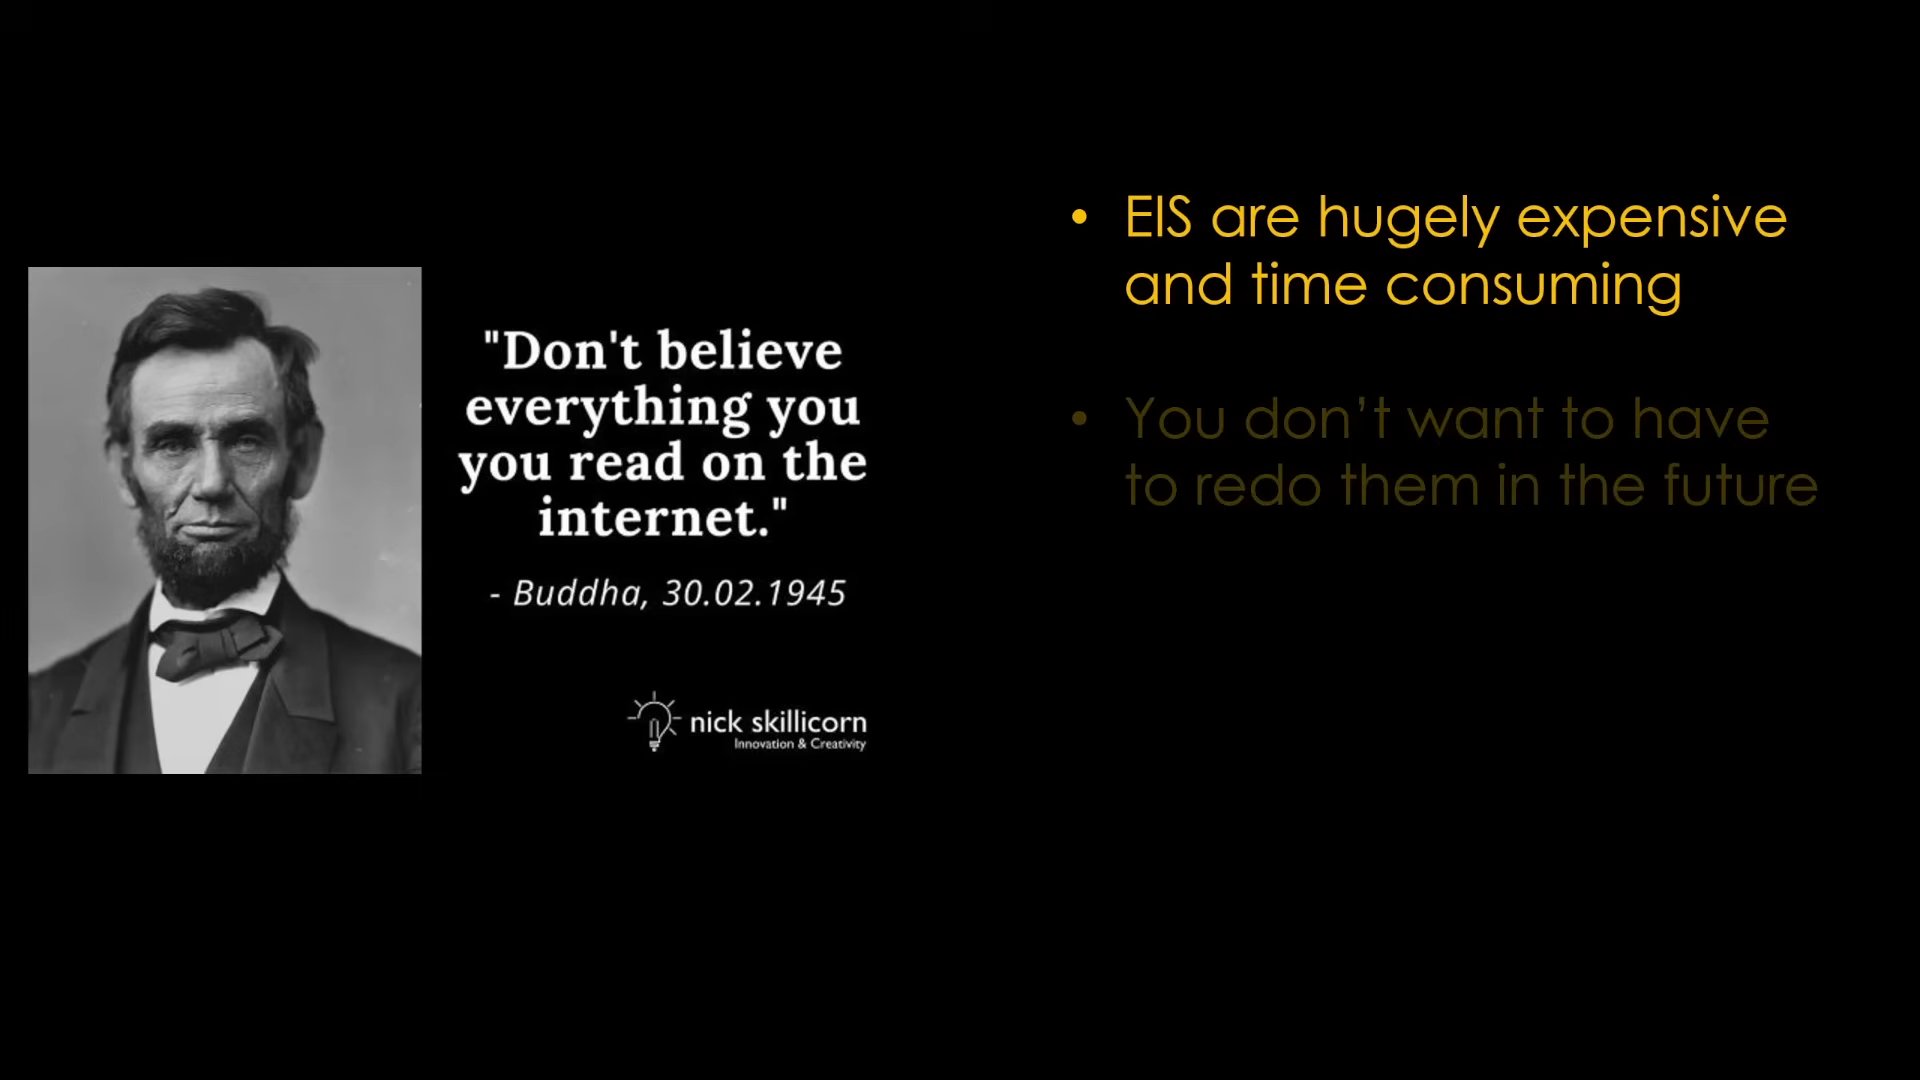 "Don't believe
everything you
you read on the
internet."
- Buddha, 30.02.1945
nick skillicorn
Innovation & Creativity
• EIS are hugely expensive
and time consuming
• You don’t want to have
to redo them in the future